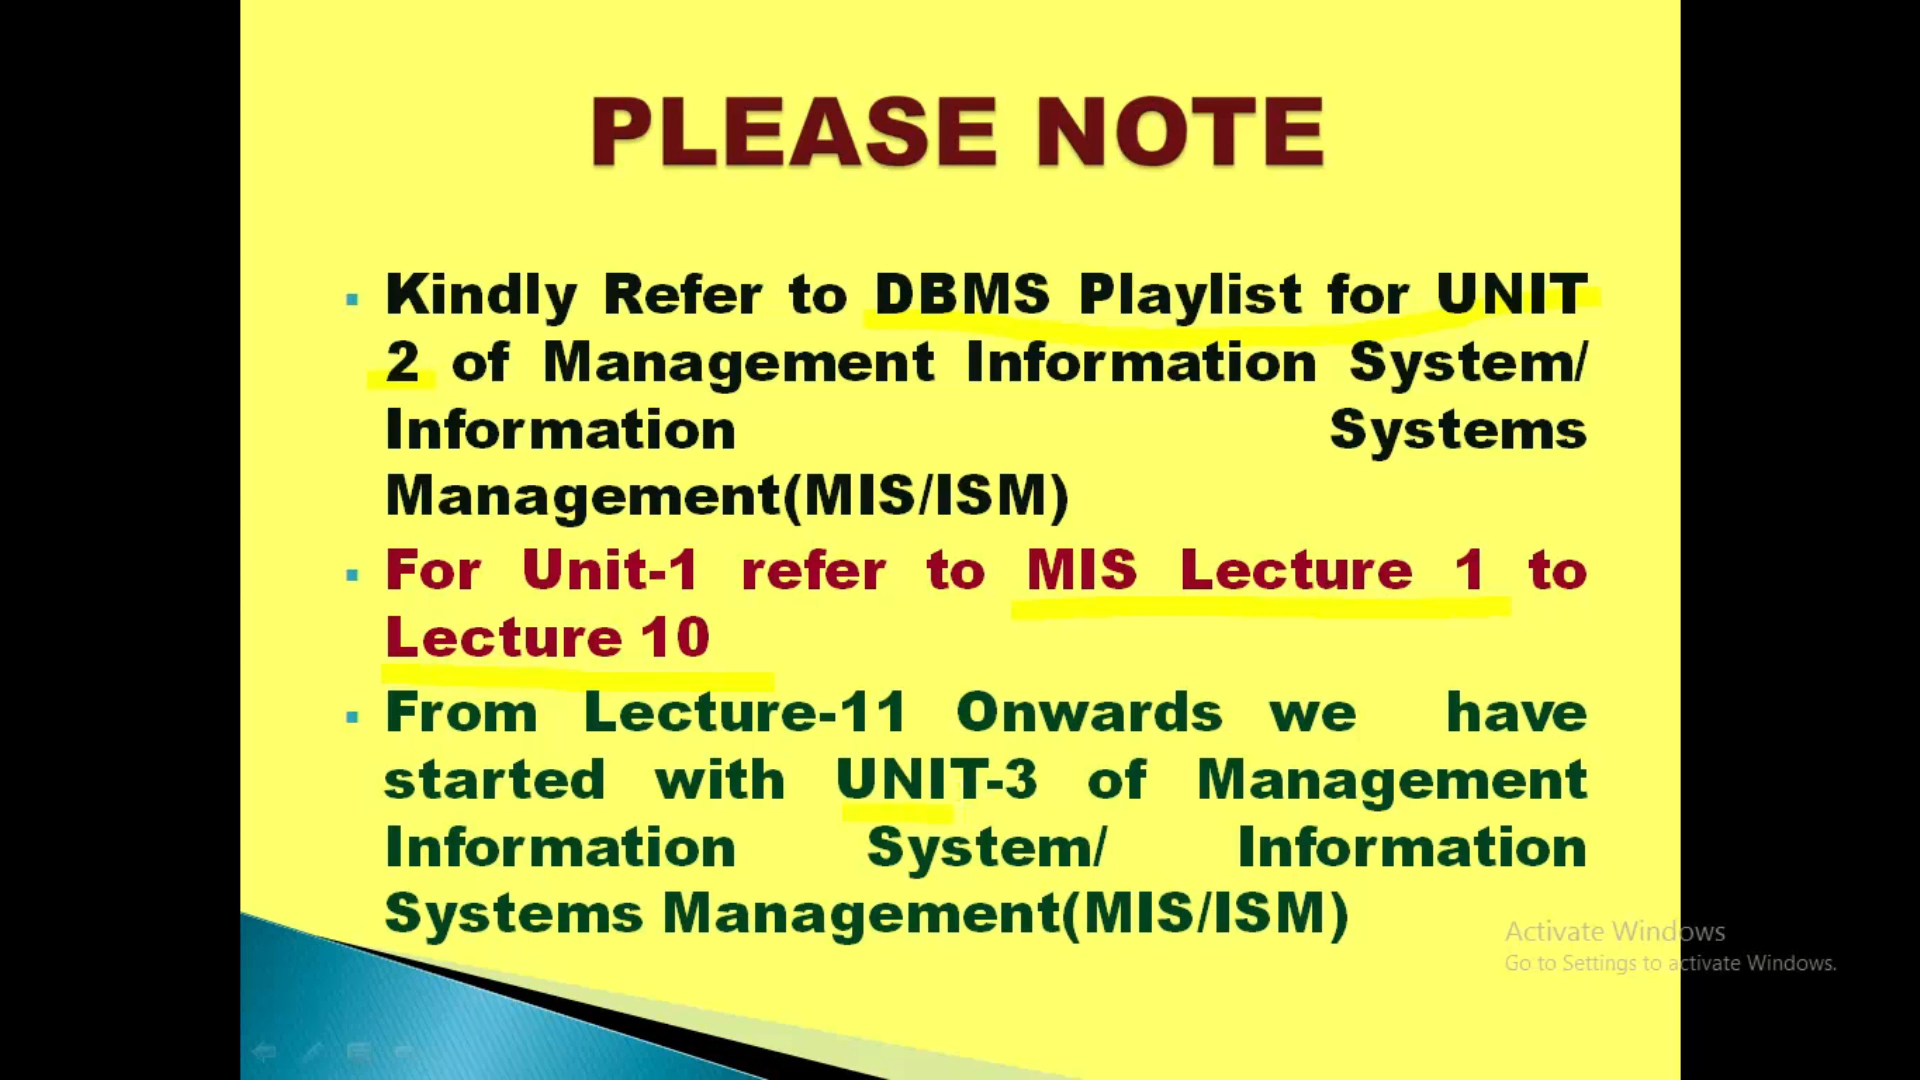 PLEASE NOTE
Kindly Refer to DBMS Playlist for UNIT
2 of Management Information System/
Information Systems
Management(MIS/ISM)
For Unit-1 refer to MIS Lecture 1 to
Lecture 10
From Lecture-11 Onwards we have
started with UNIT-3 of Management
Information System/ Information
Systems Management(MIS/ISM)
Activate Windows
Go to Settings to activate Windows.